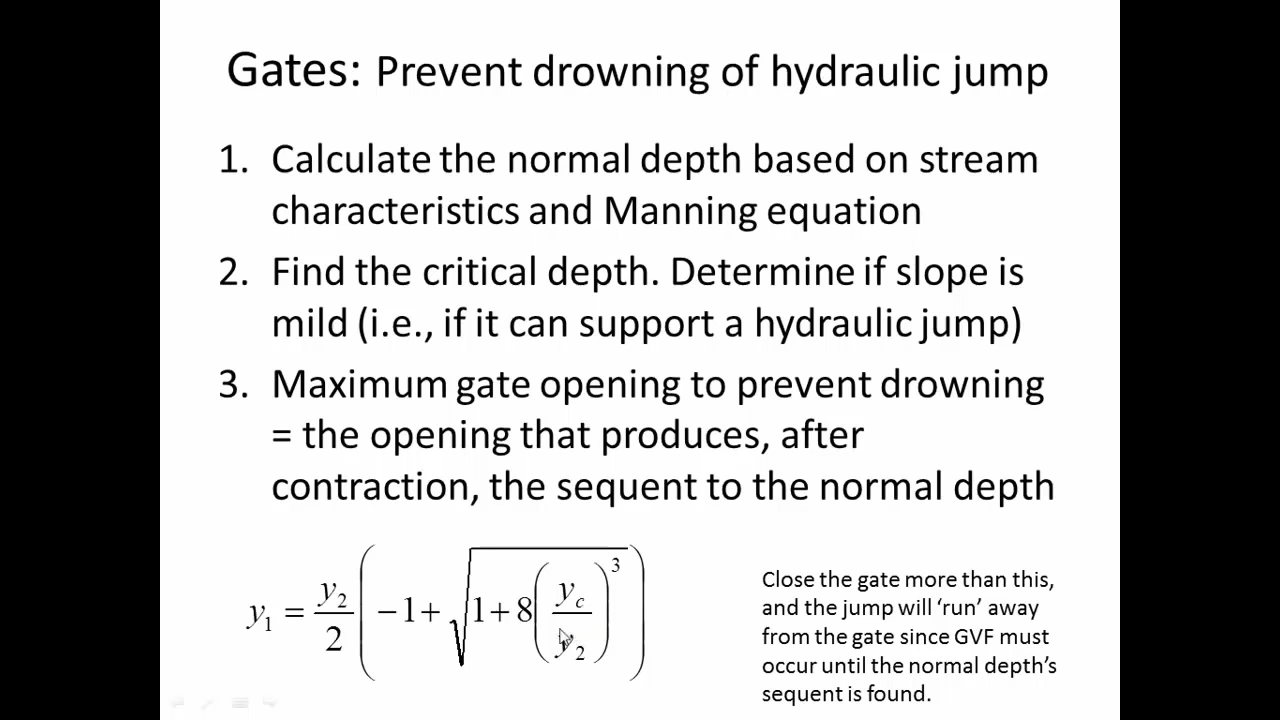 Gates: Prevent drowning of hydraulic jump
1. Calculate the normal depth based on stream
characteristics and Manning equation
2. Find the critical depth. Determine if slope is
mild (i.e., if it can support a hydraulic jump)
3. Maximum gate opening to prevent drowning
= the opening that produces, after
contraction, the sequent to the normal depth
y₁ = y₂/2 (−1+√(1+8(y_c/y₂)³))
Close the gate more than this,
and the jump will ‘run’ away
from the gate since GVF must
occur until the normal depth’s
sequent is found.